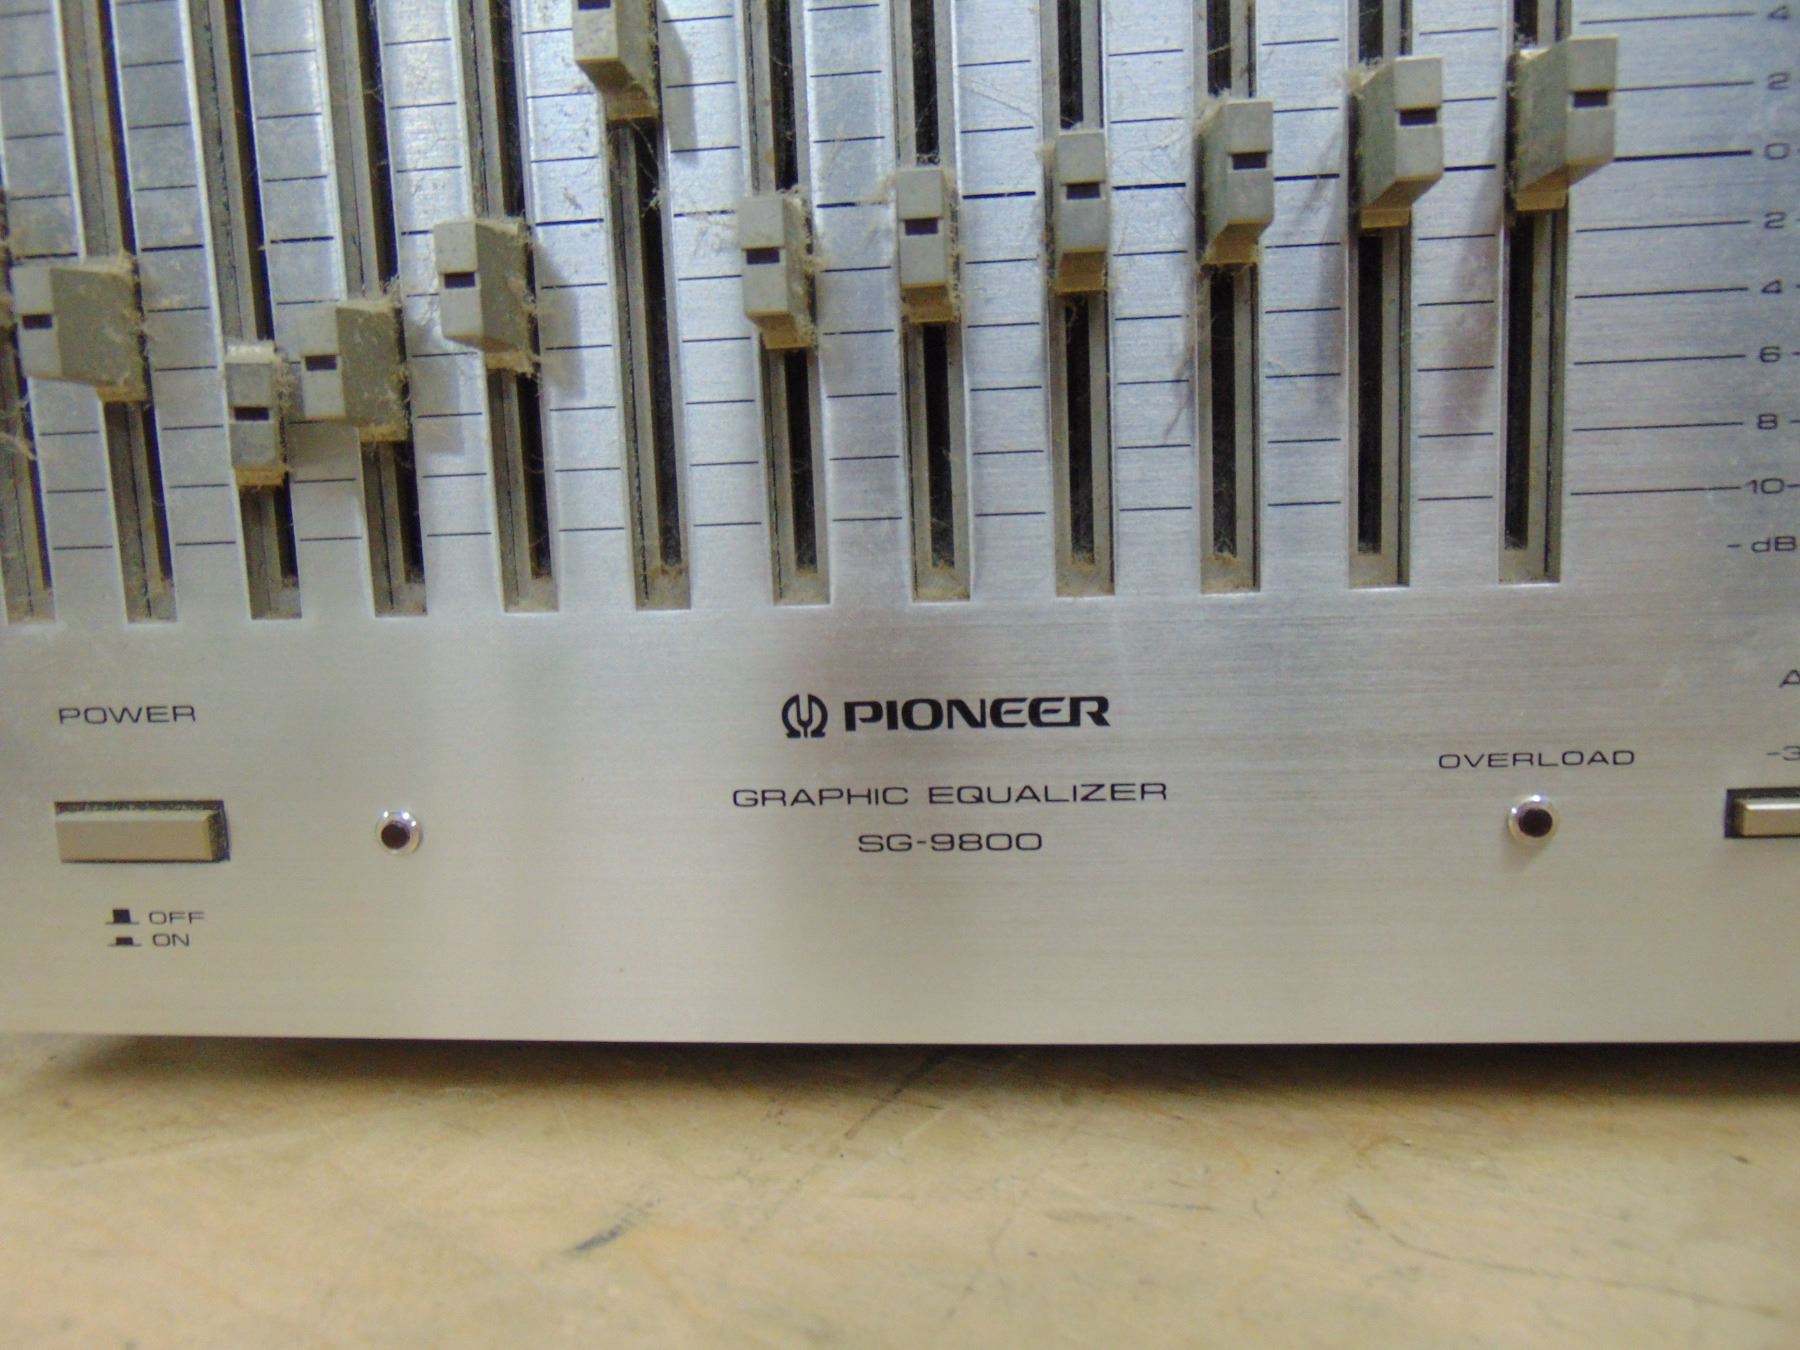 4
2
0
2
4
6
8
10
- dB
POWER
PIONEER
GRAPHIC EQUALIZER
SG-9800
OVERLOAD
OFF
ON